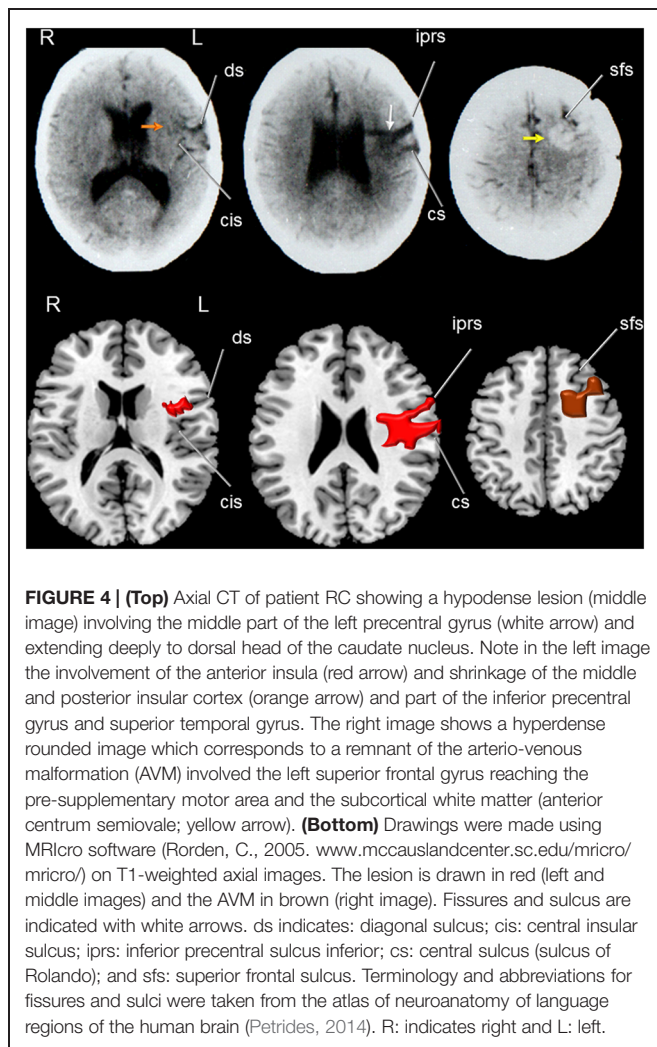 R L iprs
ds sfs
cis cs
R L
ds iprs sfs
cis cs
FIGURE 4 | (Top) Axial CT of patient RC showing a hypodense lesion (middle
image) involving the middle part of the left precentral gyrus (white arrow) and
extending deeply to dorsal head of the caudate nucleus. Note in the left image
the involvement of the anterior insula (red arrow) and shrinkage of the middle
and posterior insular cortex (orange arrow) and part of the inferior precentral
gyrus and superior temporal gyrus. The right image shows a hyperdense
rounded image which corresponds to a remnant of the arterio-venous
malformation (AVM) involved the left superior frontal gyrus reaching the
pre-supplementary motor area and the subcortical white matter (anterior
centrum semiovale; yellow arrow). (Bottom) Drawings were made using
MRIcro software (Rorden, C., 2005. www.mccauslandcenter.sc.edu/mricro/
mricro/) on T1-weighted axial images. The lesion is drawn in red (left and
middle images) and the AVM in brown (right image). Fissures and sulcus are
indicated with white arrows. ds indicates: diagonal sulcus; cis: central insular
sulcus; iprs: inferior precentral sulcus inferior; cs: central sulcus (sulcus of
Rolando); and sfs: superior frontal sulcus. Terminology and abbreviations for
fissures and sulci were taken from the atlas of neuroanatomy of language
regions of the human brain (Petrides, 2014). R: indicates right and L: left.